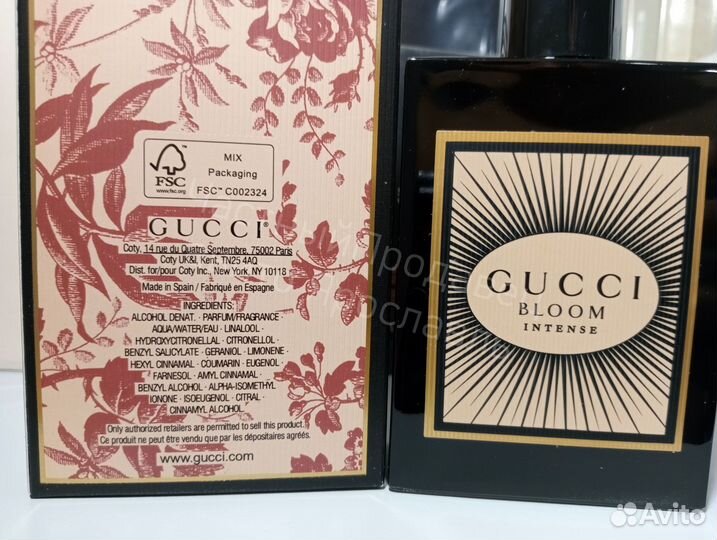 MIX
Packaging
FSC™ C002324
FSC
www.fsc.org
GUCCI®
Coty, 14 rue du Quatre Septembre, 75002 Paris
Coty UK&I, Kent, TN25 4AQ
Dist. for/pour Coty Inc., New York, NY 10118
Made in Spain / Fabriqué en Espagne
INGREDIENTS:
ALCOHOL DENAT. · PARFUM/FRAGRANCE ·
AQUA/WATER/EAU · LINALOOL ·
HYDROXYCITRONELLAL · CITRONELLOL ·
BENZYL SALICYLATE · GERANIOL · LIMONENE ·
HEXYL CINNAMAL · COUMARIN · EUGENOL ·
FARNESOL · AMYL CINNAMAL ·
BENZYL ALCOHOL · ALPHA-ISOMETHYL
IONONE · ISOEUGENOL · CITRAL ·
CINNAMYL ALCOHOL
Only authorized retailers are permitted to sell this product.
Ce produit ne peut être vendu que par les dépositaires agréés.
www.gucci.com
GUCCI
BLOOM
INTENSE
Avito